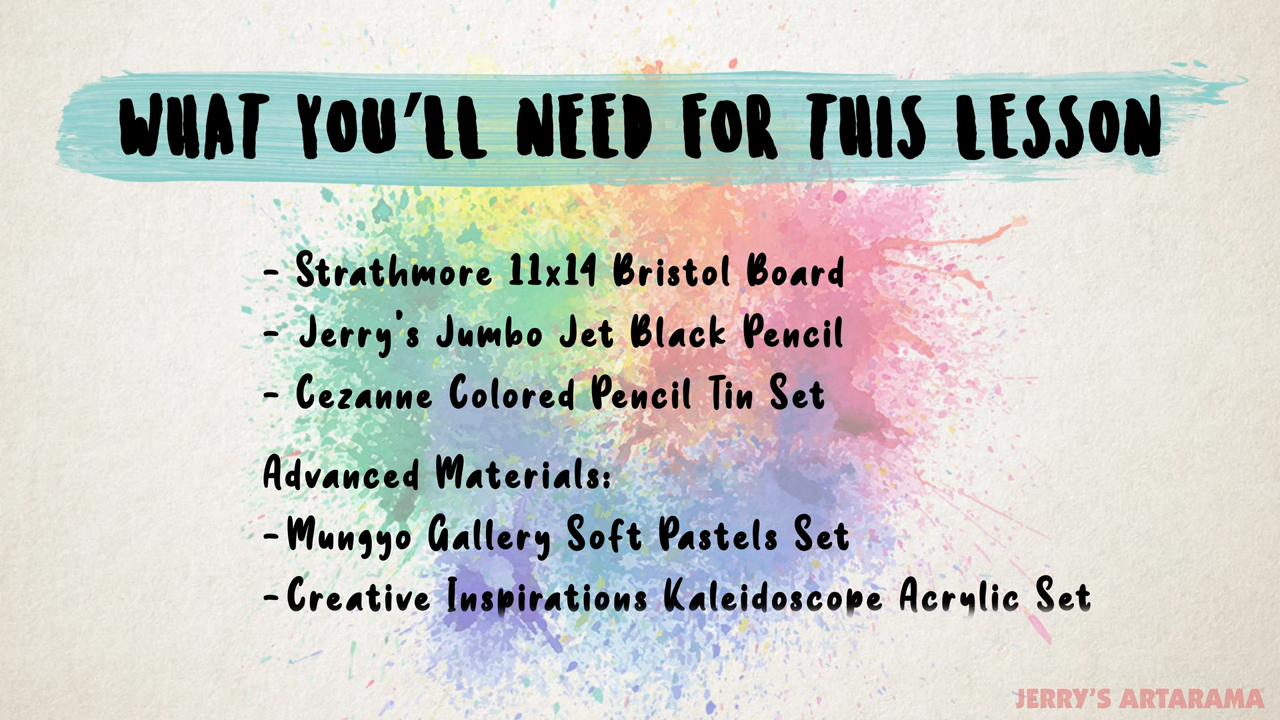 WHAT YOU'LL NEED FOR THIS LESSON
- Strathmore 11x14 Bristol Board
- Jerry's Jumbo Jet Black Pencil
- Cezanne Colored Pencil Tin Set
Advanced Materials:
-Mungyo Gallery Soft Pastels Set
-Creative Inspirations Kaleidoscope Acrylic Set
JERRY'S ARTARAMA